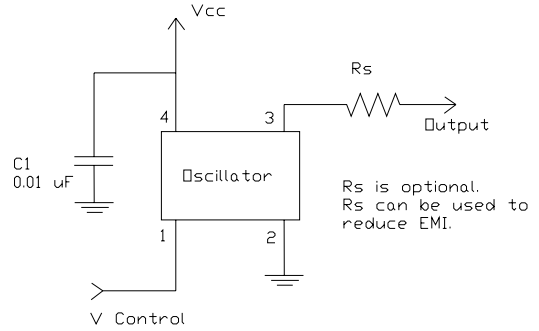 Vcc
Rs
4
3
Output
C1
0.01 uF
Oscillator
Rs is optional.
Rs can be used to
reduce EMI.
1
2
V Control